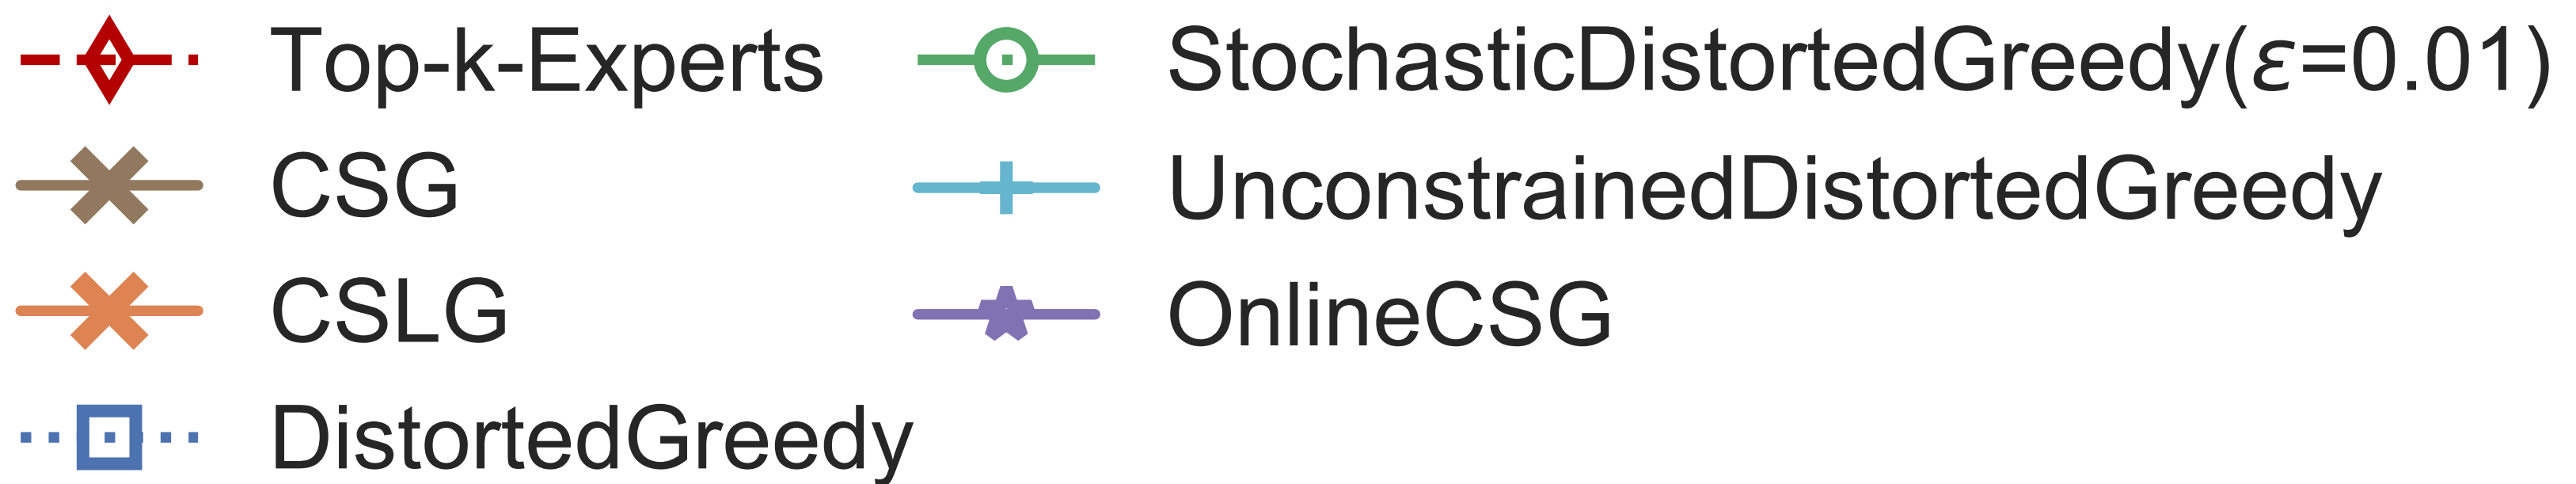 Top-k-Experts
CSG
CSLG
DistortedGreedy
StochasticDistortedGreedy(ε=0.01)
UnconstrainedDistortedGreedy
OnlineCSG